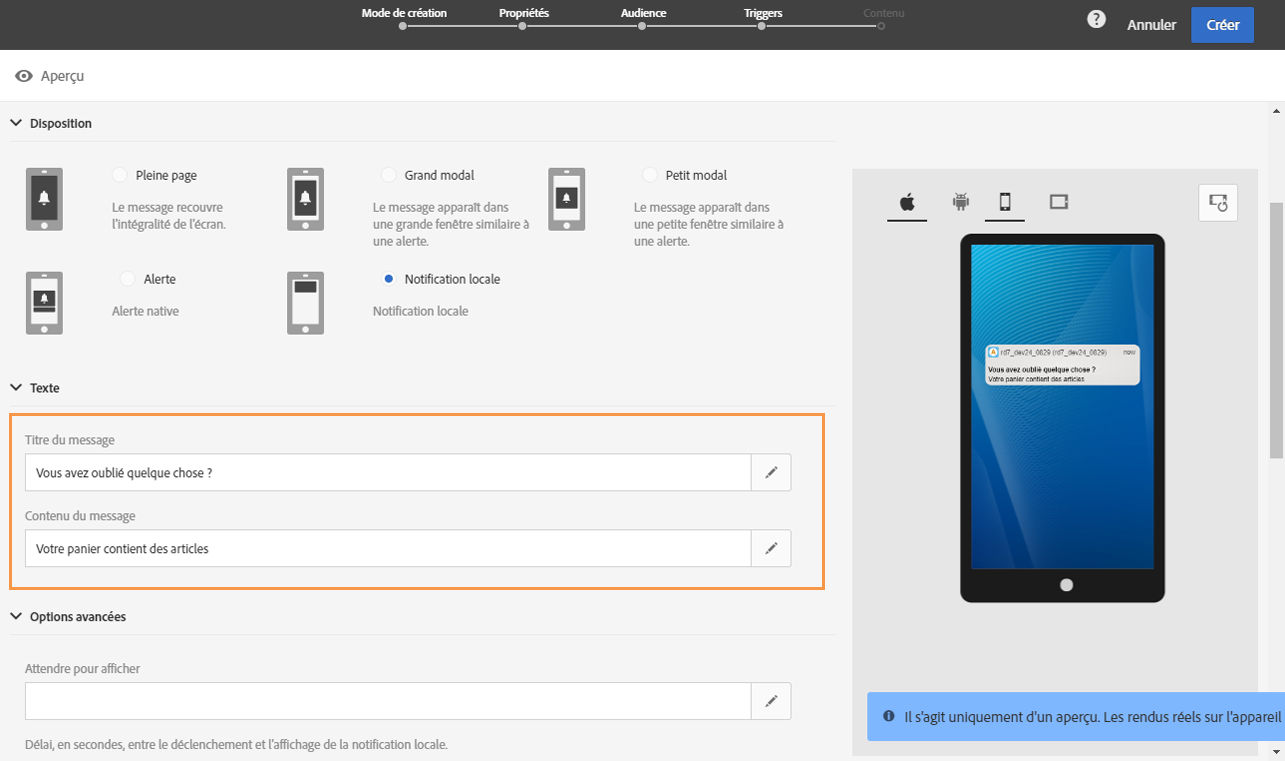 Mode de création
Propriétés
Audience
Triggers
Contenu
?
Annuler
Créer
Aperçu
Disposition
Pleine page
Le message recouvre
l'intégralité de l'écran.
Grand modal
Le message apparaît dans
une grande fenêtre similaire à
une alerte.
Petit modal
Le message apparaît dans
une petite fenêtre similaire à
une alerte.
Alerte
Alerte native
Notification locale
Notification locale
Texte
Titre du message
Vous avez oublié quelque chose ?
Contenu du message
Votre panier contient des articles
Options avancées
Attendre pour afficher
Délai, en secondes, entre le déclenchement et l'affichage de la notification locale.
rd7_dev24_0829 (rd7_dev24_0829) now
Vous avez oublié quelque chose ?
Votre panier contient des articles
Il s'agit uniquement d'un aperçu. Les rendus réels sur l'appareil